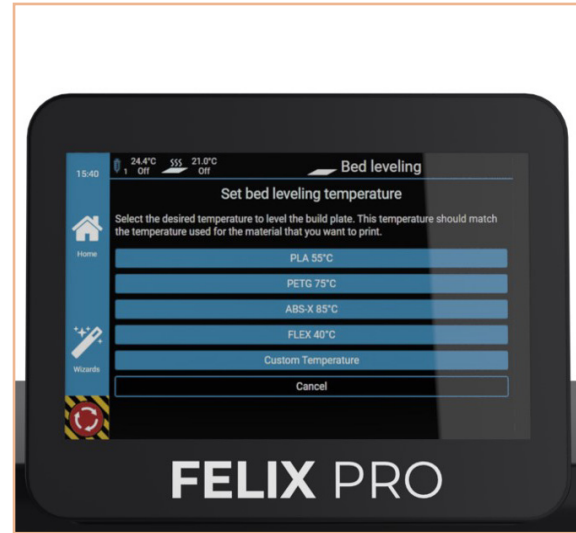 15:40
24.4°C
1 Off
21.0°C
Off
Bed leveling
Set bed leveling temperature
Select the desired temperature to level the build plate. This temperature should match
the temperature used for the material that you want to print.
Home
PLA 55°C
PETG 75°C
ABS-X 85°C
FLEX 40°C
Custom Temperature
Wizards
Cancel
FELIX PRO